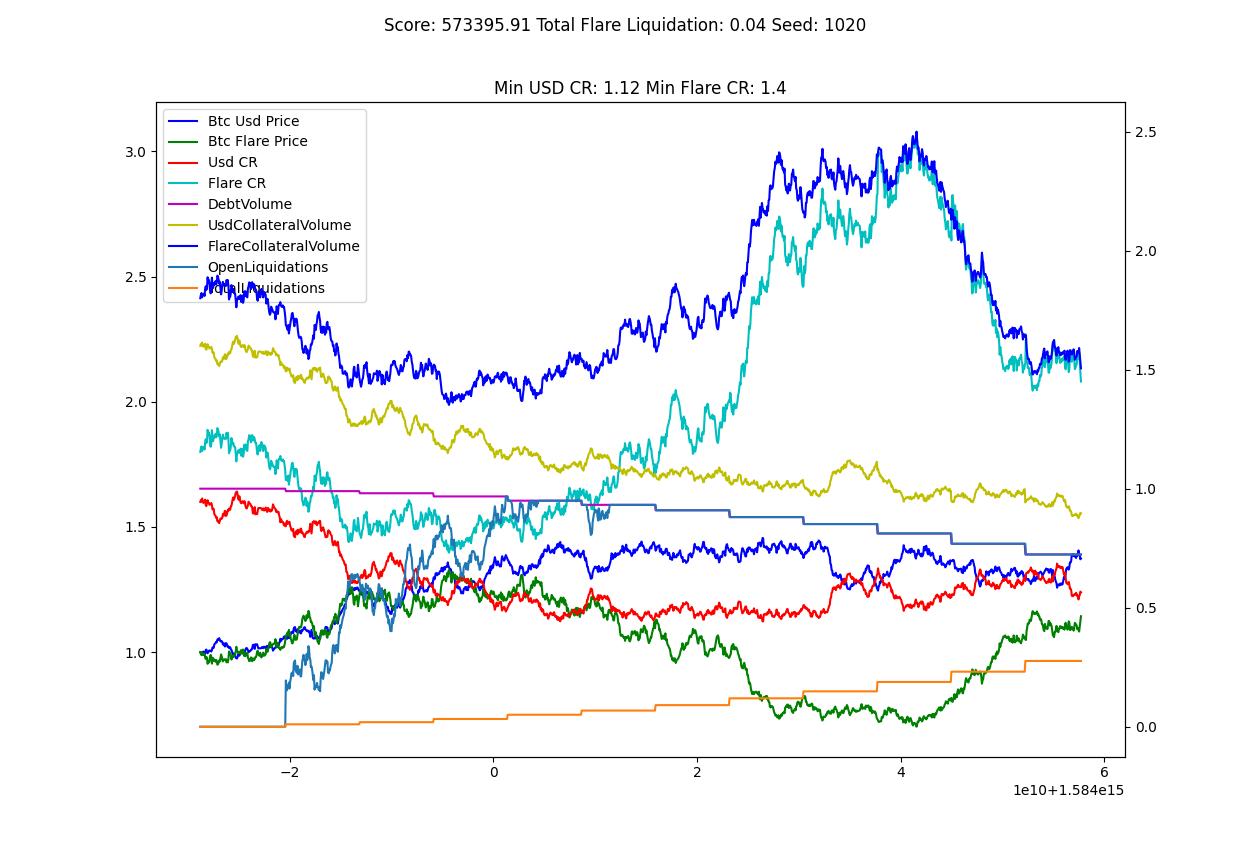 Score: 573395.91 Total Flare Liquidation: 0.04 Seed: 1020
Min USD CR: 1.12 Min Flare CR: 1.4
Btc Usd Price
Btc Flare Price
Usd CR
Flare CR
DebtVolume
UsdCollateralVolume
FlareCollateralVolume
OpenLiquidations
TotalLiquidations
3.0
2.5
2.0
1.5
1.0
2.5
2.0
1.5
1.0
0.5
0.0
−2
0
2
4
6
1e10+1.584e15